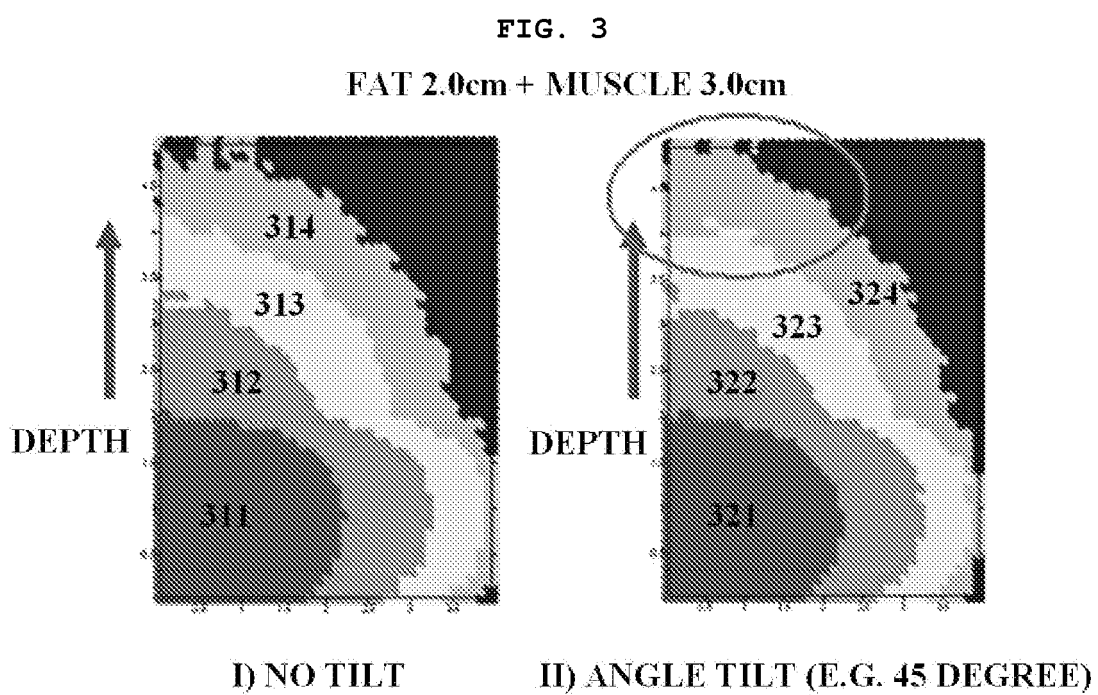 FIG. 3
FAT 2.0cm + MUSCLE 3.0cm
314
313
312
311
DEPTH
324
323
322
321
DEPTH
I) NO TILT
II) ANGLE TILT (E.G. 45 DEGREE)